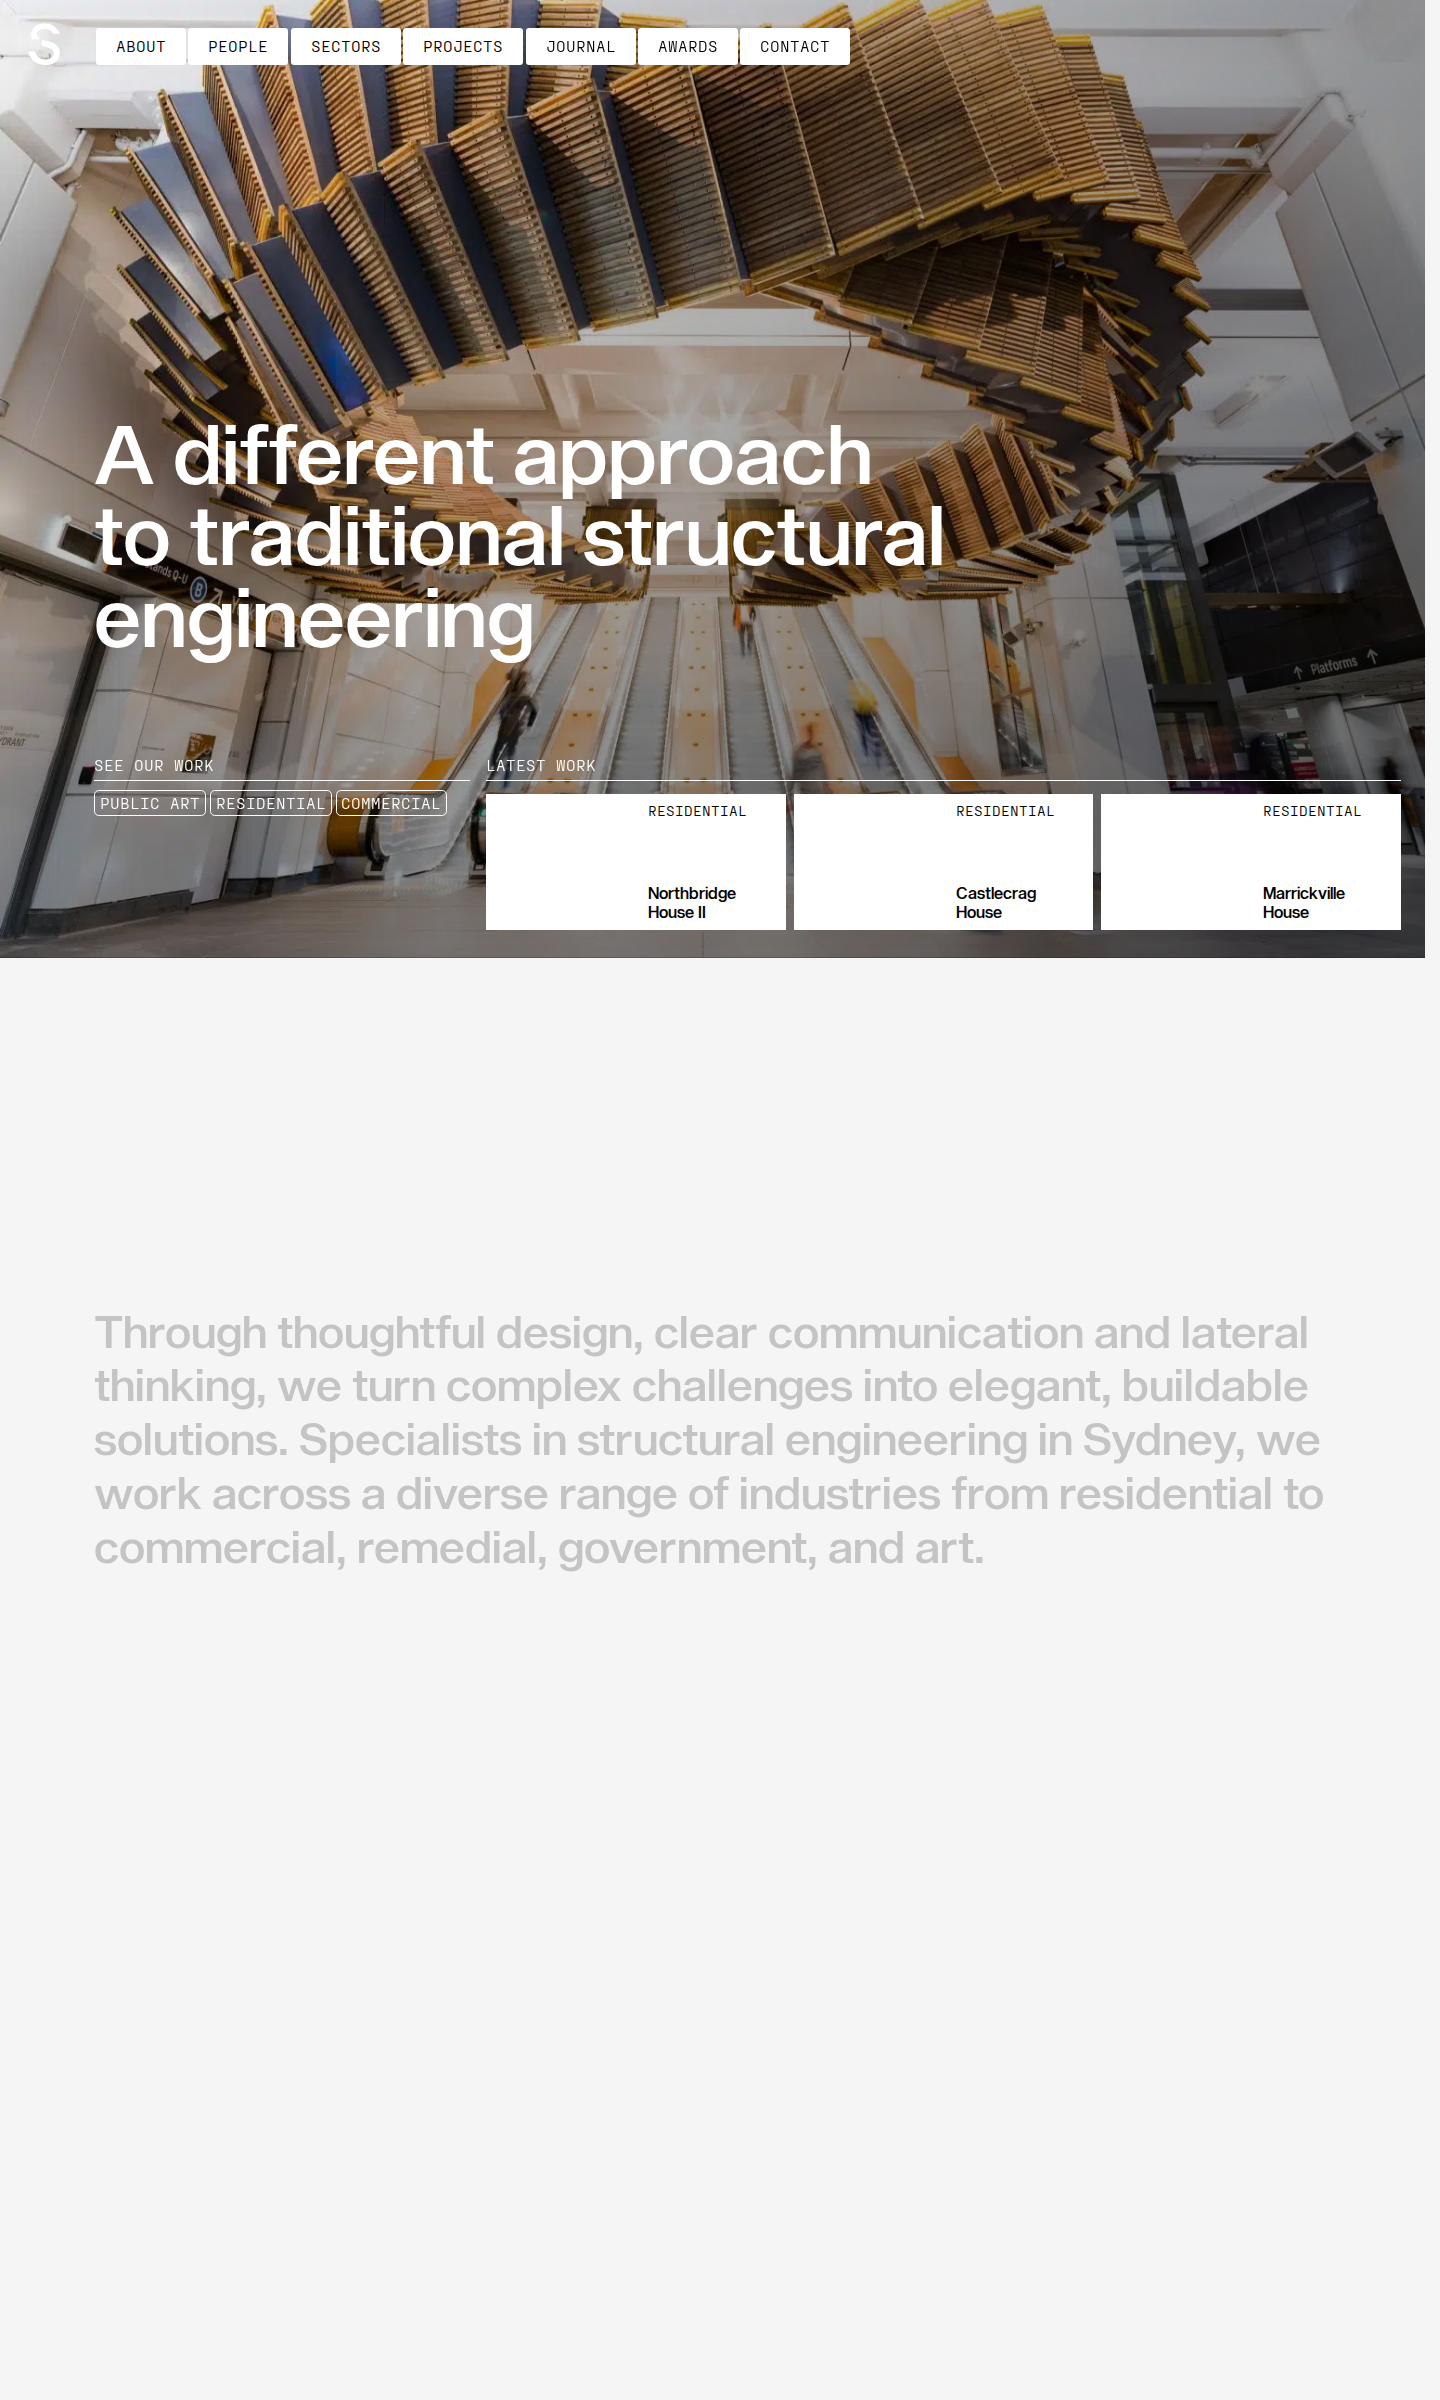 S
ABOUT
PEOPLE
SECTORS
PROJECTS
JOURNAL
AWARDS
CONTACT
A different approach
to traditional structural
engineering
Stands Q-U
B
Platforms
SEE OUR WORK
PUBLIC ART
RESIDENTIAL
COMMERCIAL
LATEST WORK
RESIDENTIAL
Northbridge
House II
RESIDENTIAL
Castlecrag
House
RESIDENTIAL
Marrickville
House
Through thoughtful design, clear communication and lateral
thinking, we turn complex challenges into elegant, buildable
solutions. Specialists in structural engineering in Sydney, we
work across a diverse range of industries from residential to
commercial, remedial, government, and art.